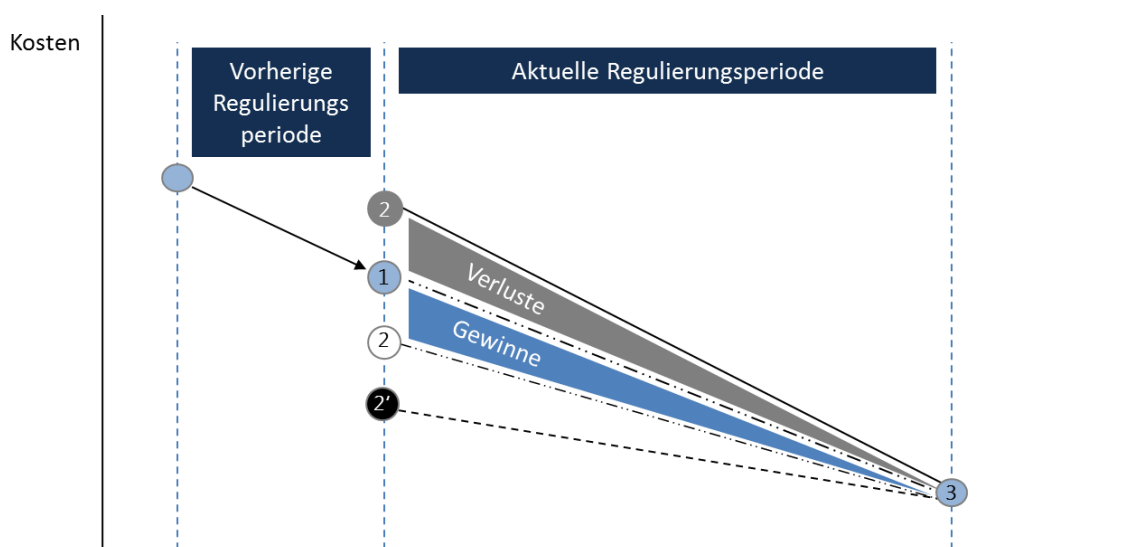 Kosten
Vorherige
Regulierungs
periode
Aktuelle Regulierungsperiode
2
1
Verluste
2
Gewinne
2’
3